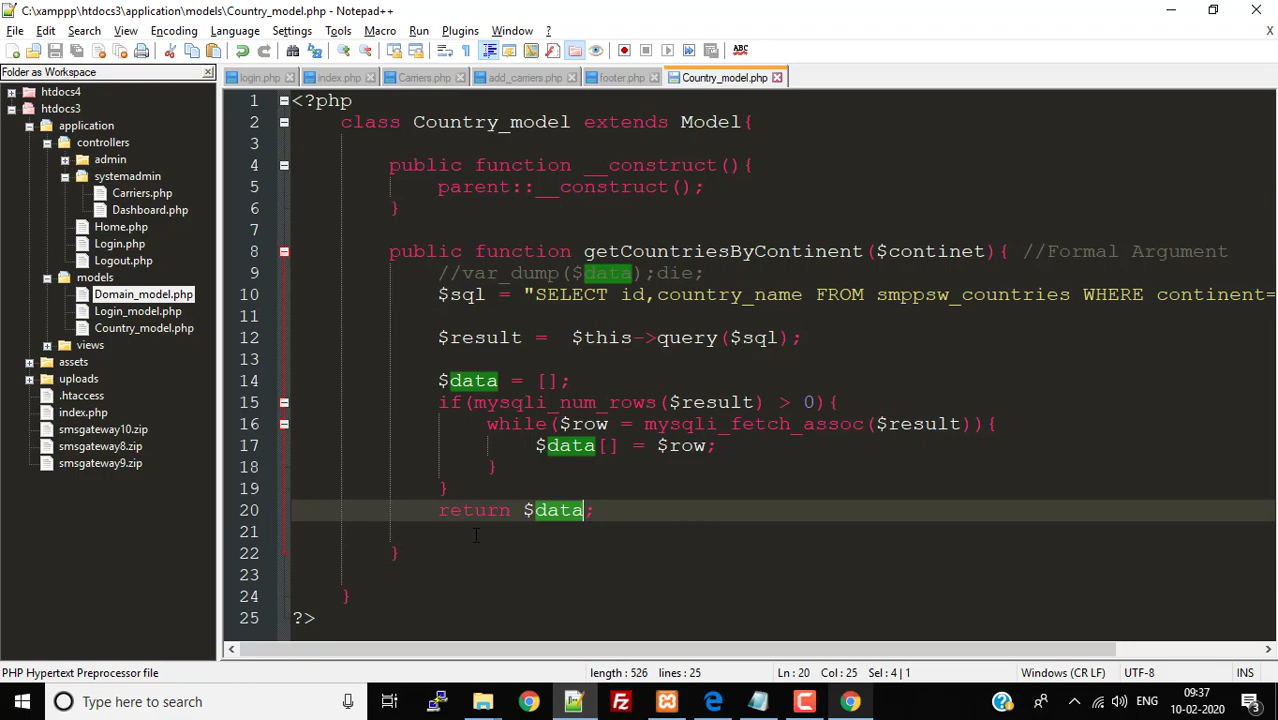 C:\xamppp\htdocs3\application\models\Country_model.php - Notepad++
File Edit Search View Encoding Language Settings Tools Macro Run Plugins Window ? X
Folder as Workspace
login.php index.php Carriers.php add_carriers.php footer.php Country_model.php
htdocs4
htdocs3
application
controllers
admin
systemadmin
Carriers.php
Dashboard.php
Home.php
Login.php
Logout.php
models
Domain_model.php
Login_model.php
Country_model.php
views
assets
uploads
.htaccess
index.php
smsgateway10.zip
smsgateway8.zip
smsgateway9.zip
1 <?php
2 class Country_model extends Model{
3
4 public function __construct(){
5 parent::__construct();
6 }
7
8 public function getCountriesByContinent($continet){ //Formal Argument
9 //var_dump($data);die;
10 $sql = "SELECT id,country_name FROM smppsw_countries WHERE continent=
11
12 $result = $this->query($sql);
13
14 $data = [];
15 if(mysqli_num_rows($result) > 0){
16 while($row = mysqli_fetch_assoc($result)){
17 $data[] = $row;
18 }
19 }
20 return $data;
21
22 }
23
24 }
25 ?>
PHP Hypertext Preprocessor file length : 526 lines : 25 Ln : 20 Col : 25 Sel : 4 | 1 Windows (CR LF) UTF-8 INS
Type here to search
ENG
09:37
10-02-2020
3